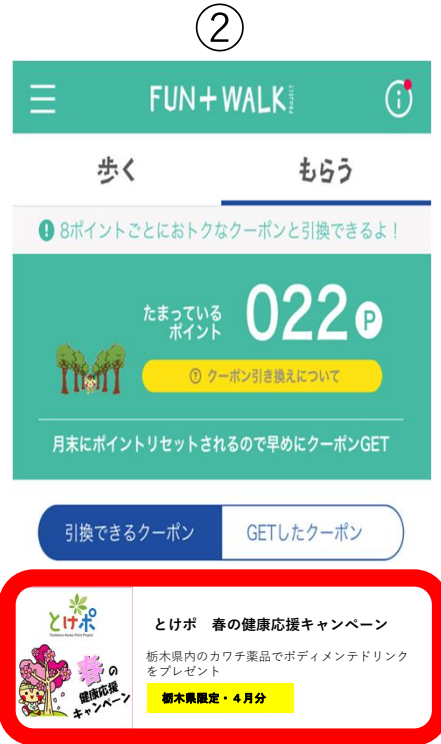 ②
FUN+WALK PROJECT
歩く
もらう
8ポイントごとにおトクなクーポンと引換できるよ！
たまっている
ポイント
022 P
クーポン引き換えについて
月末にポイントリセットされるので早めにクーポンGET
引換できるクーポン
GETしたクーポン
とけポ
春の
健康応援
キャンペーン
とけポ　春の健康応援キャンペーン
栃木県内のカワチ薬品でボディメンテドリンク
をプレゼント
栃木県限定・４月分